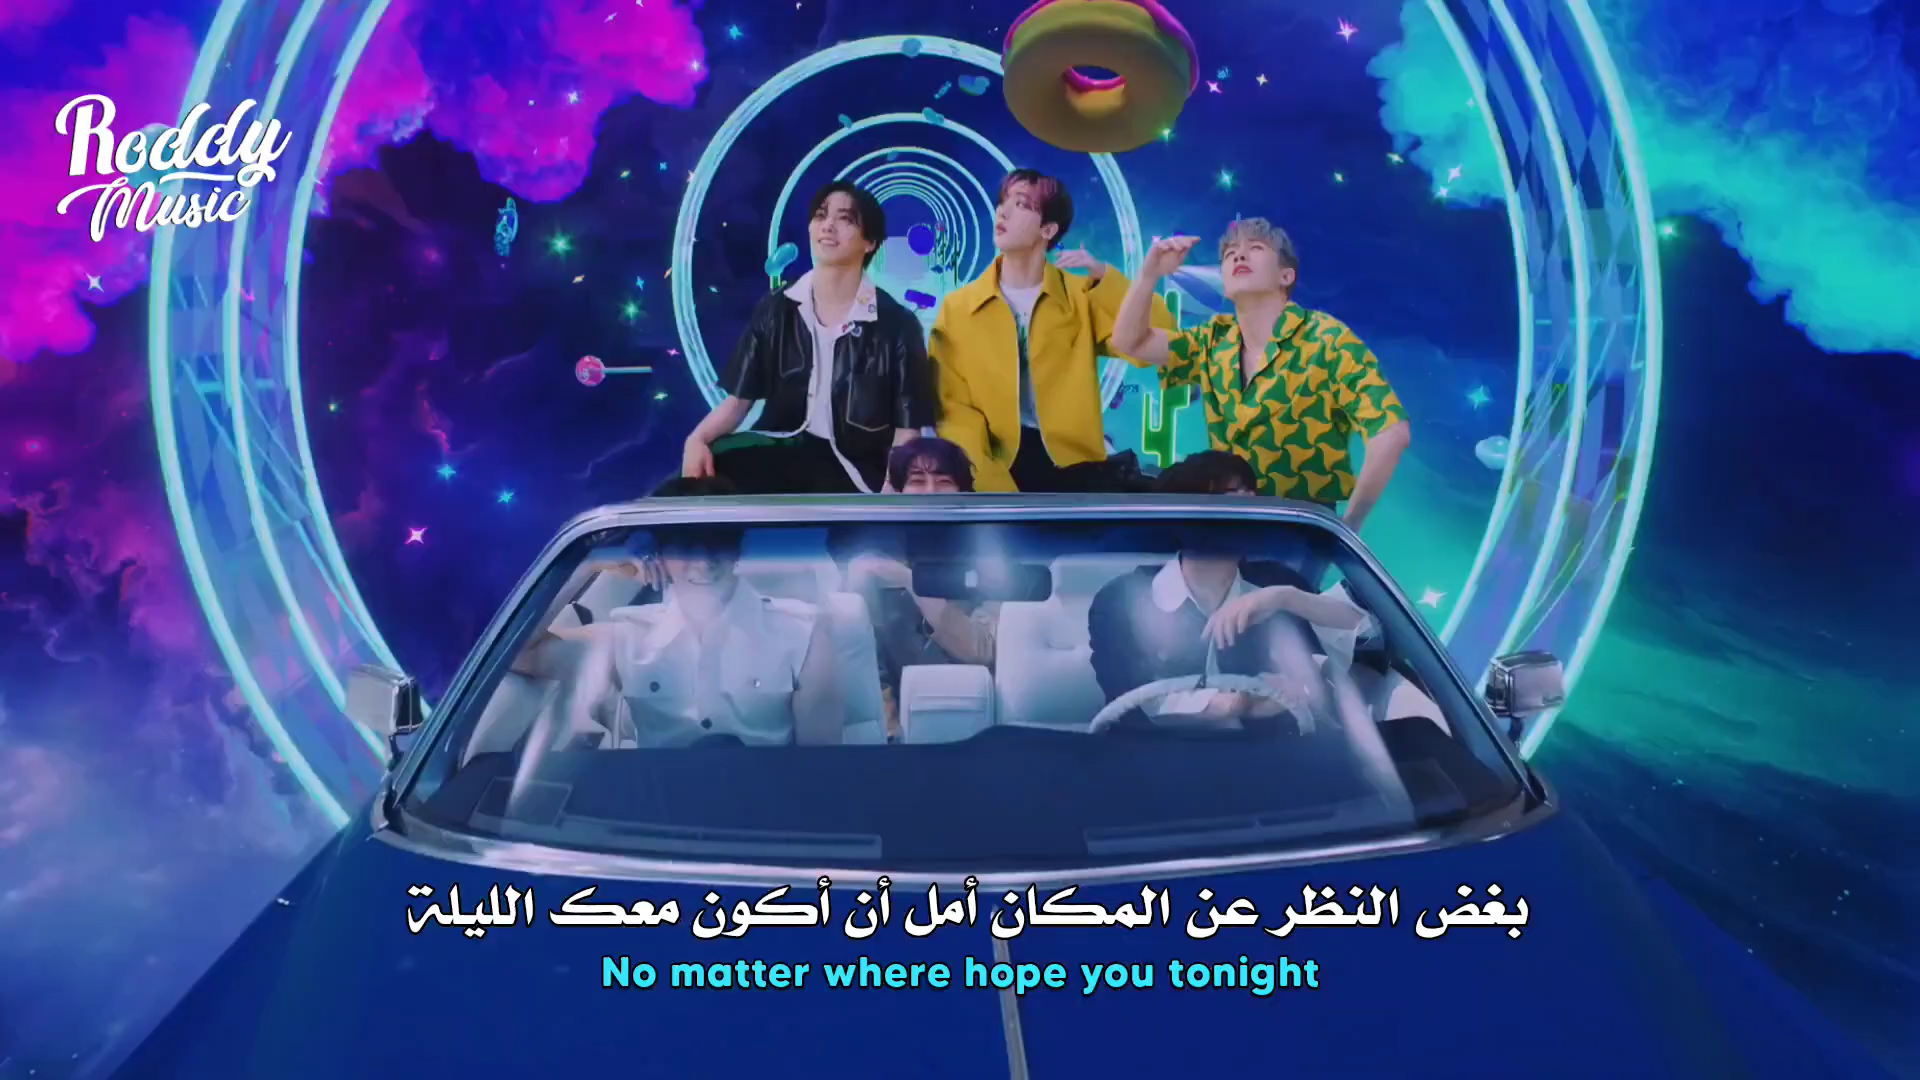 Roddy
Music
بغض النظر عن المكان أمل أن أكون معك الليلة
No matter where hope you tonight